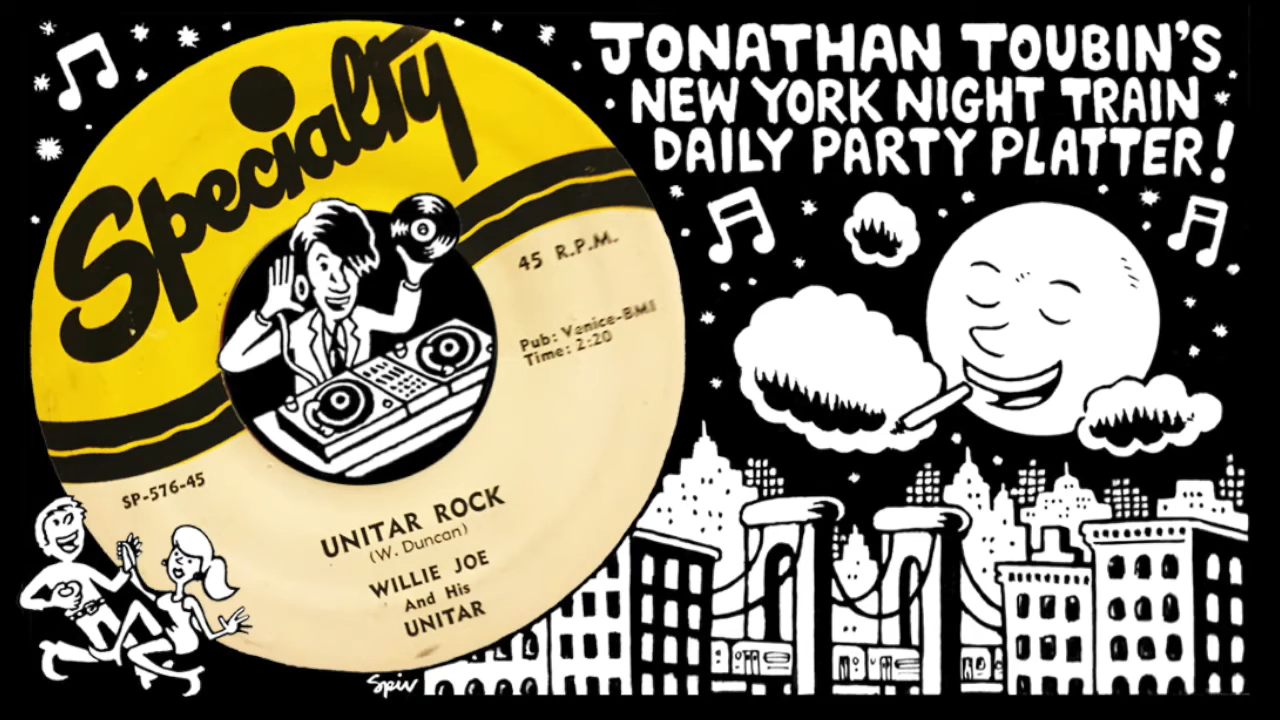 Specialty
45 R.P.M.
Pub: Venice-BMI
Time: 2:20
SP-576-45
UNITAR ROCK
(W. Duncan)
WILLIE JOE
And His
UNITAR
JONATHAN TOUBIN'S
NEW YORK NIGHT TRAIN
DAILY PARTY PLATTER!
Spiv